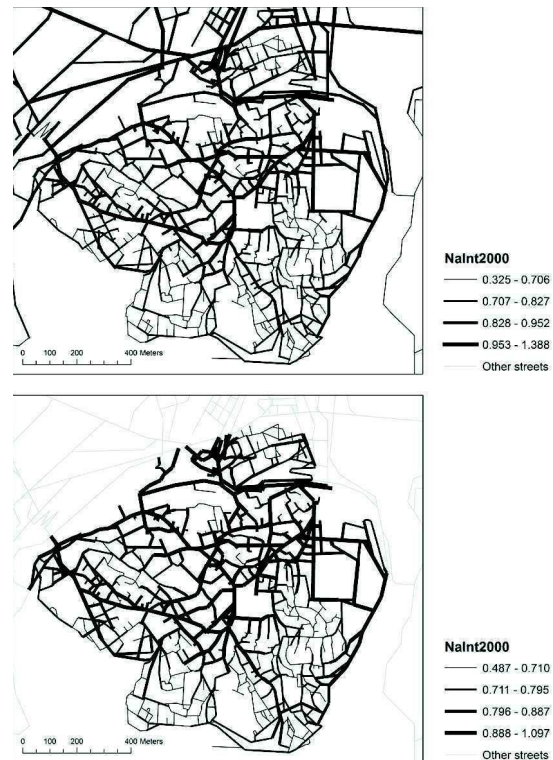 NaInt2000
0.325 - 0.706
0.707 - 0.827
0.828 - 0.952
0.953 - 1.388
Other streets
0 100 200 400 Meters
NaInt2000
0.487 - 0.710
0.711 - 0.795
0.796 - 0.887
0.888 - 1.097
Other streets
0 100 200 400 Meters